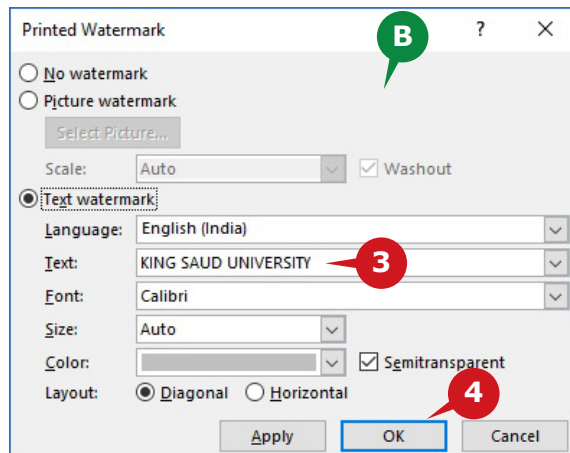 Printed Watermark ? ✕
B
No watermark
Picture watermark
Select Picture...
Scale: Auto Washout
Text watermark
Language: English (India)
Text: KING SAUD UNIVERSITY 3
Font: Calibri
Size: Auto
Color: Semitransparent
Layout: Diagonal Horizontal
4
Apply OK Cancel